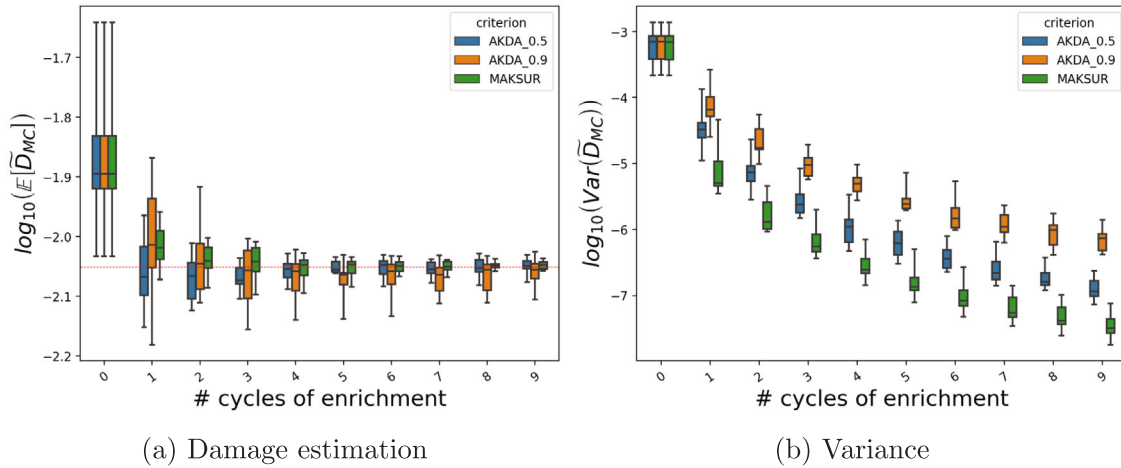 criterion
AKDA_0.5
AKDA_0.9
MAKSUR
−1.7
−1.8
−1.9
−2.0
−2.1
−2.2
log10(𝔼[D̃MC])
0 1 2 3 4 5 6 7 8 9
# cycles of enrichment
(a) Damage estimation
criterion
AKDA_0.5
AKDA_0.9
MAKSUR
−3
−4
−5
−6
−7
log10(Var(D̃MC))
0 1 2 3 4 5 6 7 8 9
# cycles of enrichment
(b) Variance